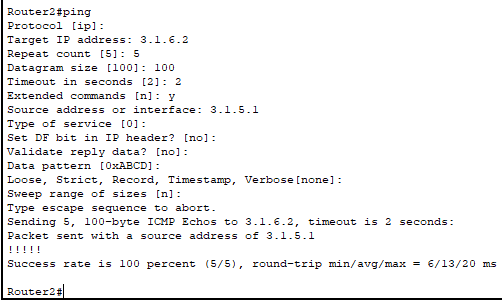 Router2#ping
Protocol [ip]:
Target IP address: 3.1.6.2
Repeat count [5]: 5
Datagram size [100]: 100
Timeout in seconds [2]: 2
Extended commands [n]: y
Source address or interface: 3.1.5.1
Type of service [0]:
Set DF bit in IP header? [no]:
Validate reply data? [no]:
Data pattern [0xABCD]:
Loose, Strict, Record, Timestamp, Verbose[none]:
Sweep range of sizes [n]:
Type escape sequence to abort.
Sending 5, 100-byte ICMP Echos to 3.1.6.2, timeout is 2 seconds:
Packet sent with a source address of 3.1.5.1
!!!!!
Success rate is 100 percent (5/5), round-trip min/avg/max = 6/13/20 ms
Router2#